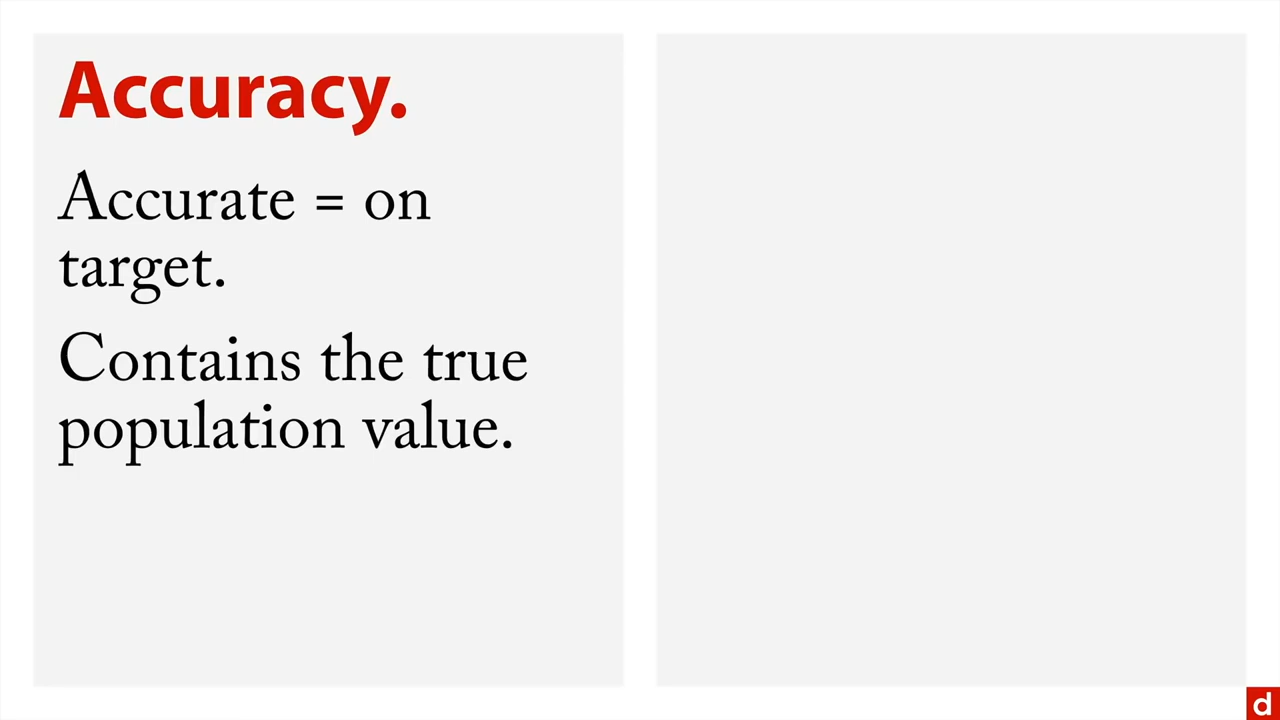 Accuracy.
Accurate = on
target.
Contains the true
population value.
d